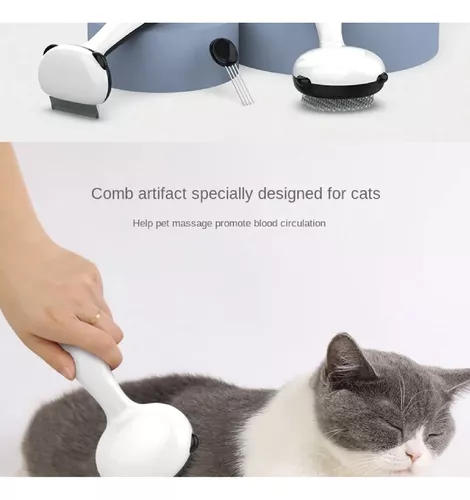 Comb artifact specially designed for cats
Help pet massage promote blood circulation